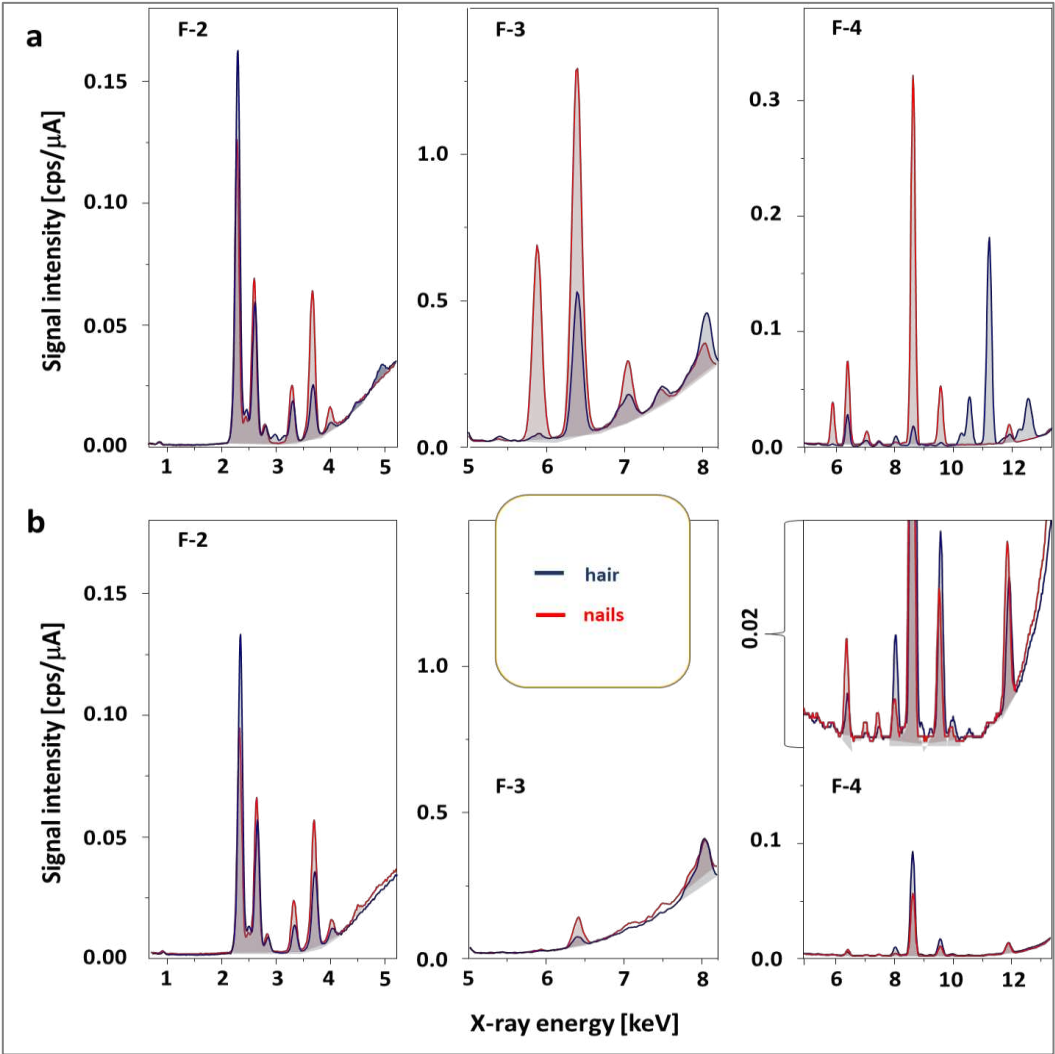 a
F-2
F-3
F-4
Signal intensity [cps/µA]
0.15
0.10
0.05
0.00
1 2 3 4 5
1.0
0.5
0.0
5 6 7 8
0.3
0.2
0.1
0.0
6 8 10 12
b
F-2
hair
nails
F-3
0.02
F-4
Signal intensity [cps/µA]
0.15
0.10
0.05
0.00
1 2 3 4 5
1.0
0.5
0.0
5 6 7 8
0.1
0.0
6 8 10 12
X-ray energy [keV]